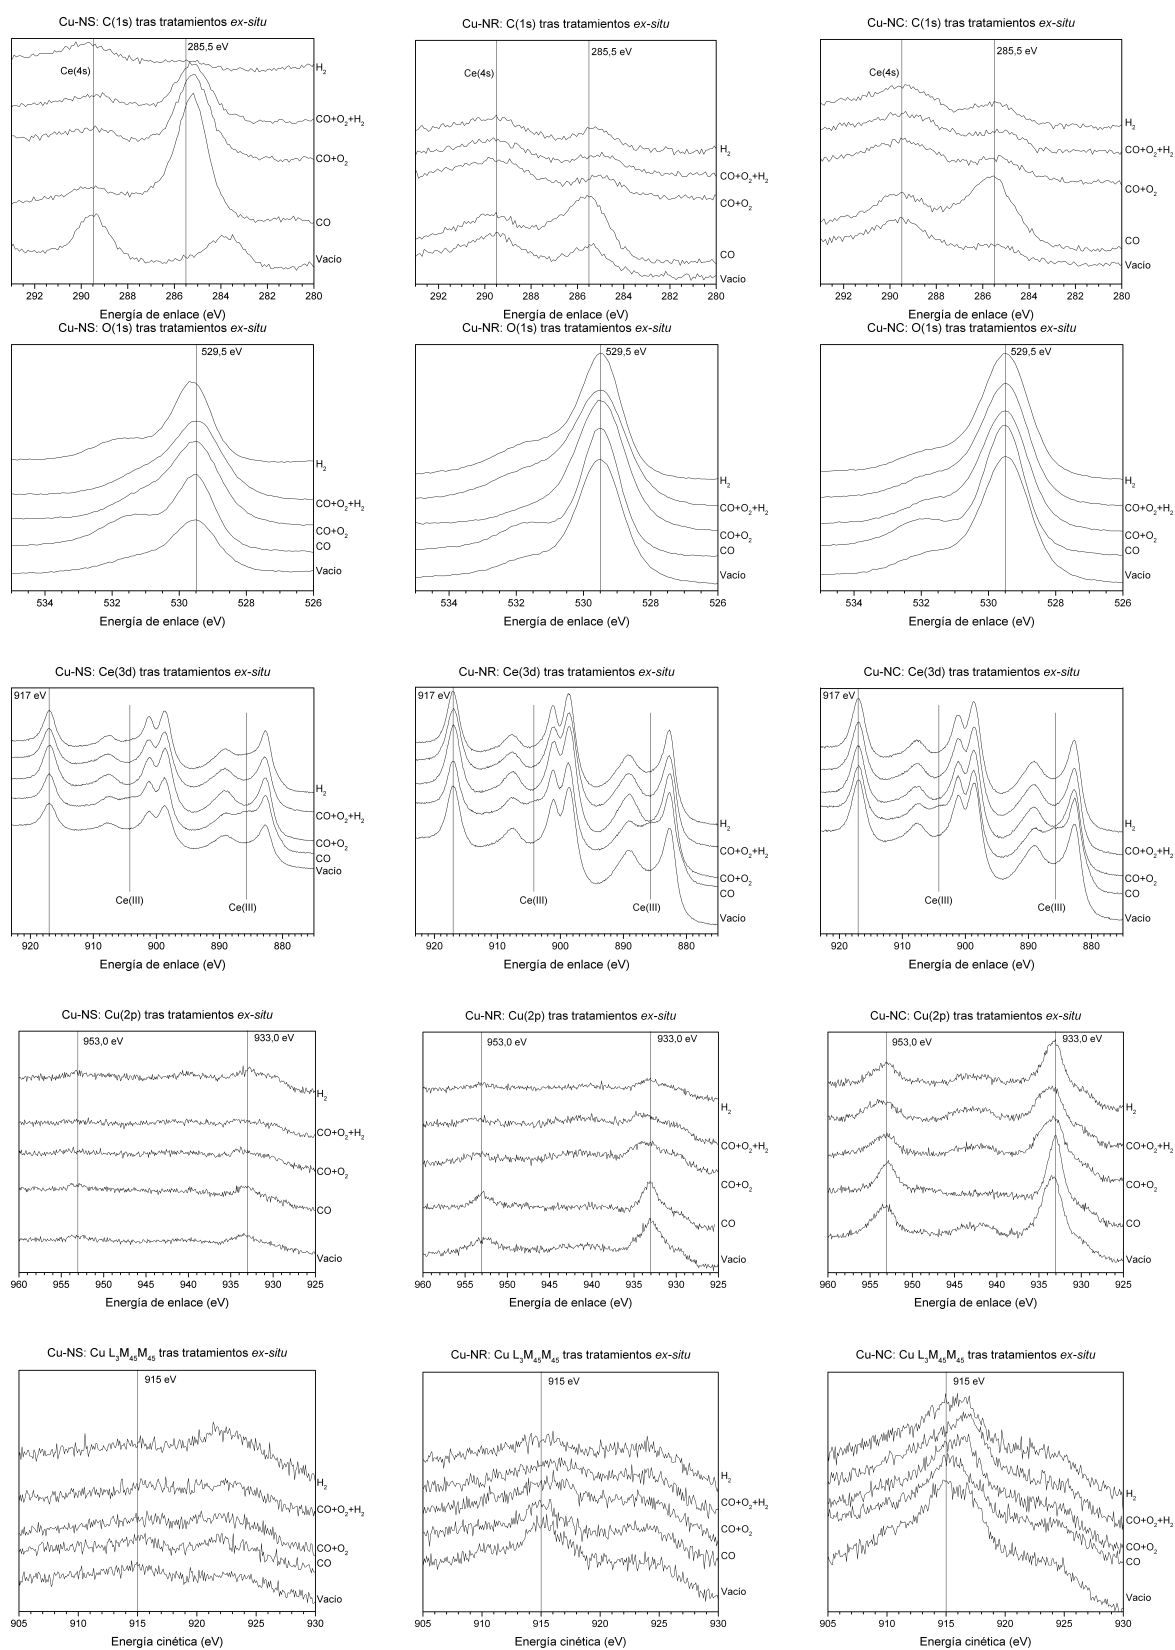 Cu-NS: C(1s) tras tratamientos ex-situ
285,5 eV
Ce(4s)
H2
CO+O2+H2
CO+O2
CO
Vacio
292 290 288 286 284 282 280
Energía de enlace (eV)
Cu-NR: C(1s) tras tratamientos ex-situ
285,5 eV
Ce(4s)
H2
CO+O2+H2
CO+O2
CO
Vacio
292 290 288 286 284 282 280
Energía de enlace (eV)
Cu-NC: C(1s) tras tratamientos ex-situ
285,5 eV
Ce(4s)
H2
CO+O2+H2
CO+O2
CO
Vacio
292 290 288 286 284 282 280
Energía de enlace (eV)
Cu-NS: O(1s) tras tratamientos ex-situ
529,5 eV
H2
CO+O2+H2
CO+O2
CO
Vacio
534 532 530 528 526
Energía de enlace (eV)
Cu-NR: O(1s) tras tratamientos ex-situ
529,5 eV
H2
CO+O2+H2
CO+O2
CO
Vacio
534 532 530 528 526
Energía de enlace (eV)
Cu-NC: O(1s) tras tratamientos ex-situ
529,5 eV
H2
CO+O2+H2
CO+O2
CO
Vacio
534 532 530 528 526
Energía de enlace (eV)
Cu-NS: Ce(3d) tras tratamientos ex-situ
917 eV
H2
CO+O2+H2
CO+O2
CO
Vacio
Ce(III)
Ce(III)
920 910 900 890 880
Energía de enlace (eV)
Cu-NR: Ce(3d) tras tratamientos ex-situ
917 eV
H2
CO+O2+H2
CO+O2
CO
Vacio
Ce(III)
Ce(III)
920 910 900 890 880
Energía de enlace (eV)
Cu-NC: Ce(3d) tras tratamientos ex-situ
917 eV
H2
CO+O2+H2
CO+O2
CO
Vacio
Ce(III)
Ce(III)
920 910 900 890 880
Energía de enlace (eV)
Cu-NS: Cu(2p) tras tratamientos ex-situ
953,0 eV
933,0 eV
H2
CO+O2+H2
CO+O2
CO
Vacio
960 955 950 945 940 935 930 925
Energía de enlace (eV)
Cu-NR: Cu(2p) tras tratamientos ex-situ
953,0 eV
933,0 eV
H2
CO+O2+H2
CO+O2
CO
Vacio
960 955 950 945 940 935 930 925
Energía de enlace (eV)
Cu-NC: Cu(2p) tras tratamientos ex-situ
953,0 eV
933,0 eV
H2
CO+O2+H2
CO+O2
CO
Vacio
960 955 950 945 940 935 930 925
Energía de enlace (eV)
Cu-NS: Cu L3M45M45 tras tratamientos ex-situ
915 eV
H2
CO+O2+H2
CO+O2
CO
Vacio
905 910 915 920 925 930
Energía cinética (eV)
Cu-NR: Cu L3M45M45 tras tratamientos ex-situ
915 eV
H2
CO+O2+H2
CO+O2
CO
Vacio
905 910 915 920 925 930
Energía cinética (eV)
Cu-NC: Cu L3M45M45 tras tratamientos ex-situ
915 eV
H2
CO+O2+H2
CO+O2
CO
Vacio
905 910 915 920 925 930
Energía cinética (eV)